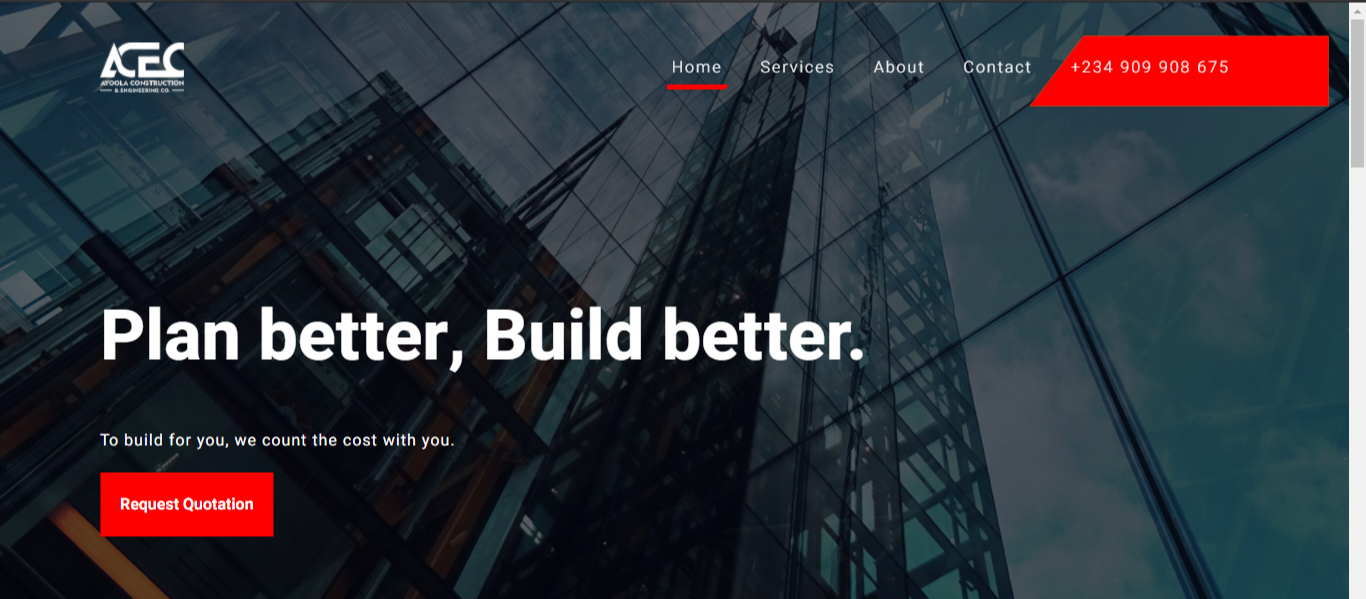 ACEC
AYOOLA CONSTRUCTION
& ENGINEERING CO.
Home Services About Contact +234 909 908 675
Plan better, Build better.
To build for you, we count the cost with you.
Request Quotation